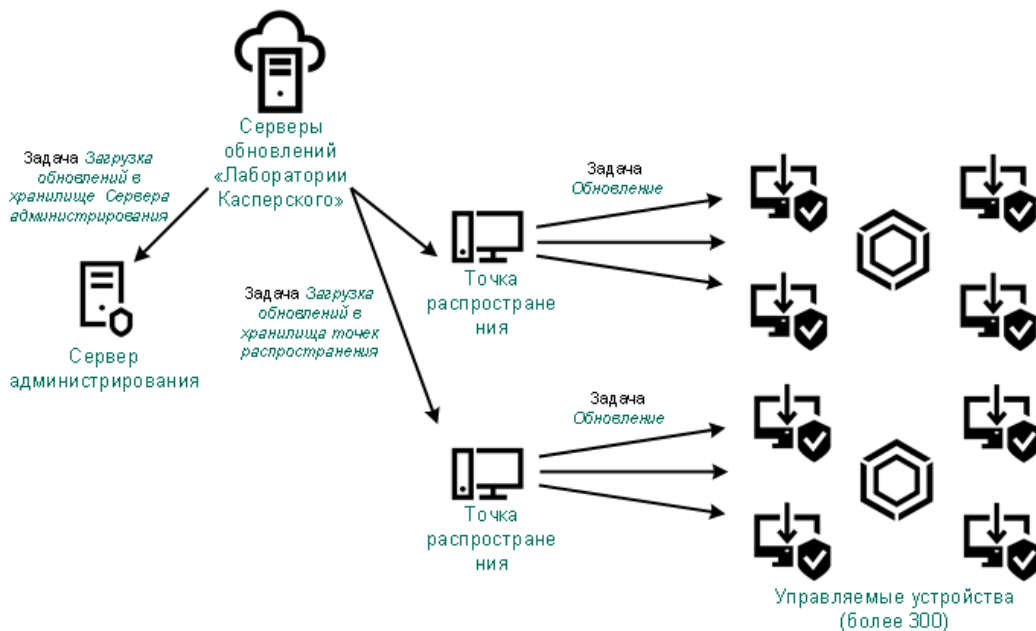 Серверы
обновлений
«Лаборатории
Касперского»
Задача Загрузка
обновлений в
хранилище Сервера
администрирования
Задача
Обновление
Точка
распростране
ния
Задача Загрузка
обновлений в
хранилища точек
распространения
Сервер
администрирования
Задача
Обновление
Точка
распростране
ния
Управляемые устройства
(более 300)